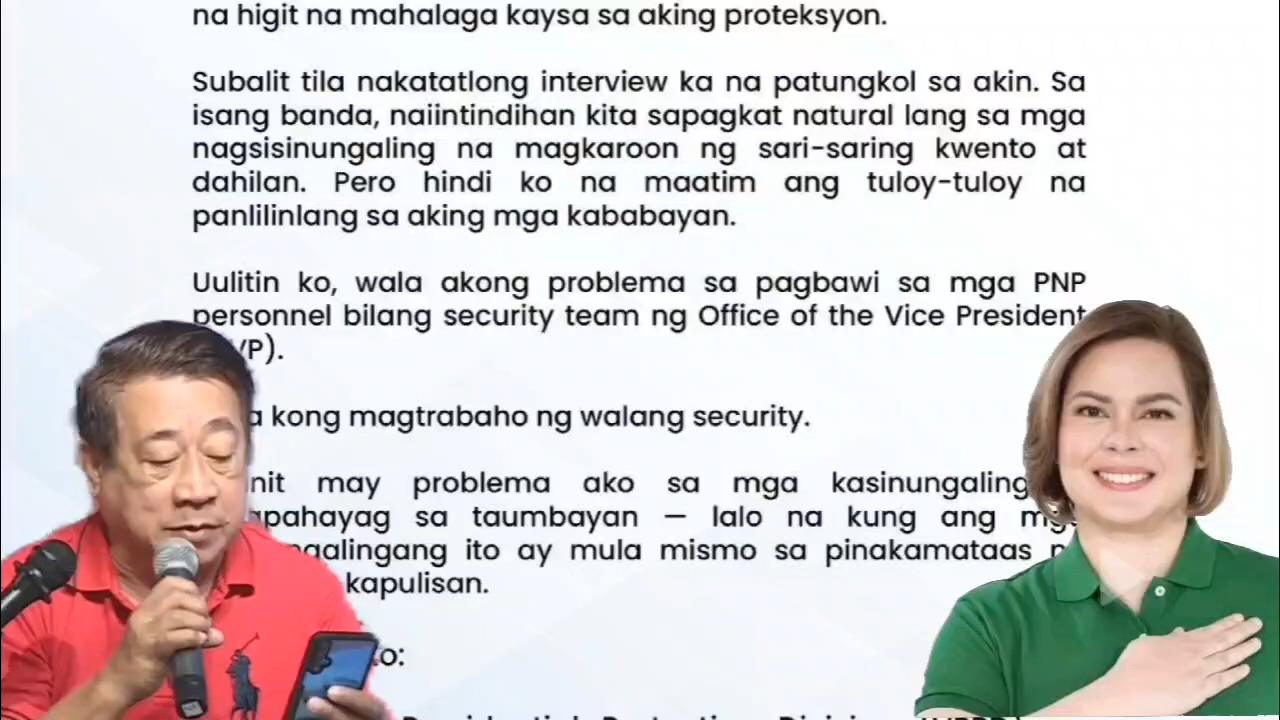 na higit na mahalaga kaysa sa aking proteksyon.
Subalit tila nakatatlong interview ka na patungkol sa akin. Sa
isang banda, naiintindihan kita sapagkat natural lang sa mga
nagsisinungaling na magkaroon ng sari-saring kwento at
dahilan. Pero hindi ko na maatim ang tuloy-tuloy na
panlilinlang sa aking mga kababayan.
Uulitin ko, wala akong problema sa pagbawi sa mga PNP
personnel bilang security team ng Office of the Vice President
VP).
kong magtrabaho ng walang security.
may problema ako sa mga
sa taumbayan — lalo na kung ang
ito ay mula mismo sa pinakamataas
kapulisan.